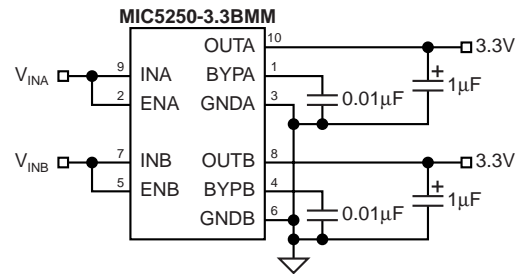 MIC5250-3.3BMM
OUTA 10 3.3V
V_INA 9 INA BYPA 1 + 1µF
2 ENA GNDA 3 0.01µF
V_INB 7 INB OUTB 8 3.3V
5 ENB BYPB 4 + 1µF
GNDB 6 0.01µF